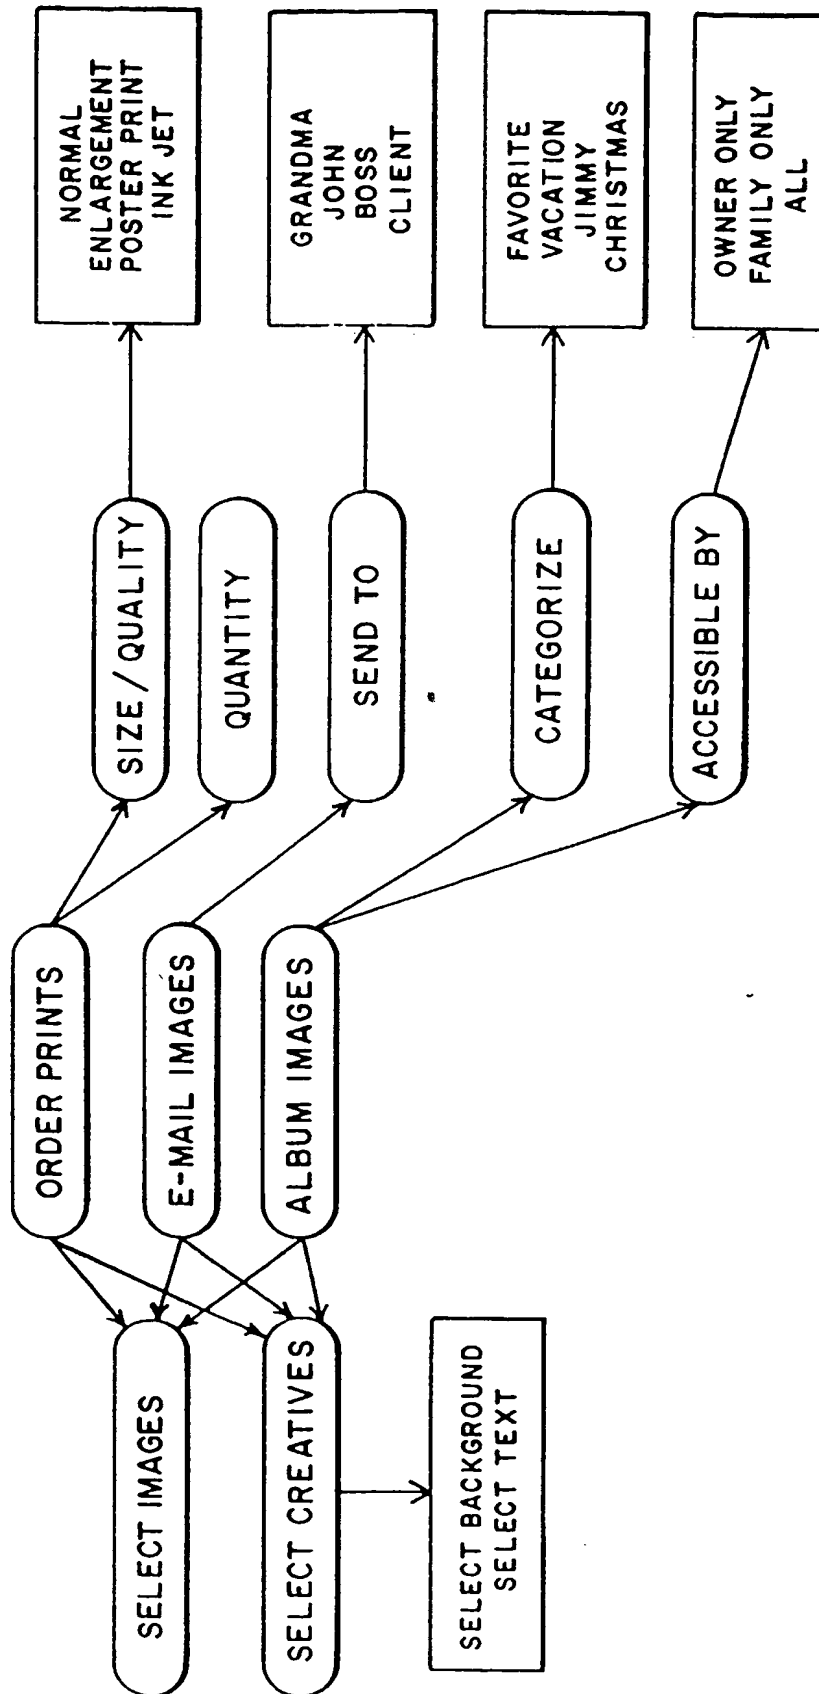 SELECT IMAGES
SELECT CREATIVES
SELECT BACKGROUND
SELECT TEXT
ORDER PRINTS
E-MAIL IMAGES
ALBUM IMAGES
SIZE / QUALITY
QUANTITY
SEND TO
CATEGORIZE
ACCESSIBLE BY
NORMAL
ENLARGEMENT
POSTER PRINT
INK JET
GRANDMA
JOHN
BOSS
CLIENT
FAVORITE
VACATION
JIMMY
CHRISTMAS
OWNER ONLY
FAMILY ONLY
ALL